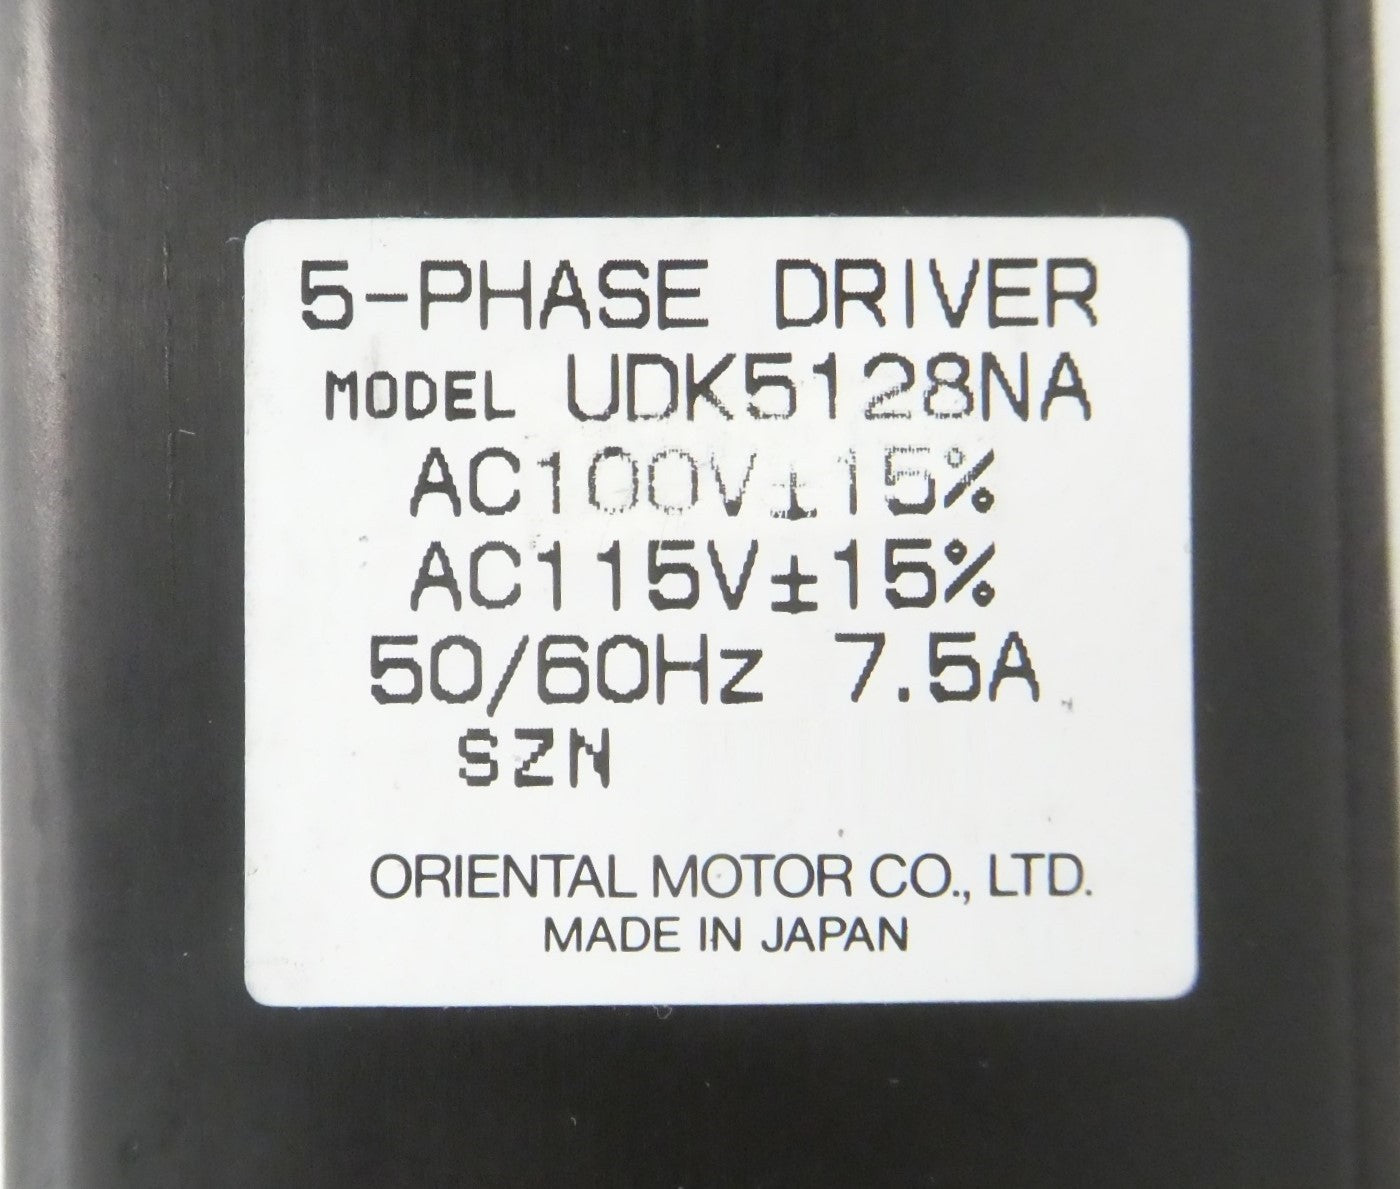 5-PHASE DRIVER
MODEL UDK5128NA
AC100V±15%
AC115V±15%
50/60Hz 7.5A
SZN
ORIENTAL MOTOR CO., LTD.
MADE IN JAPAN